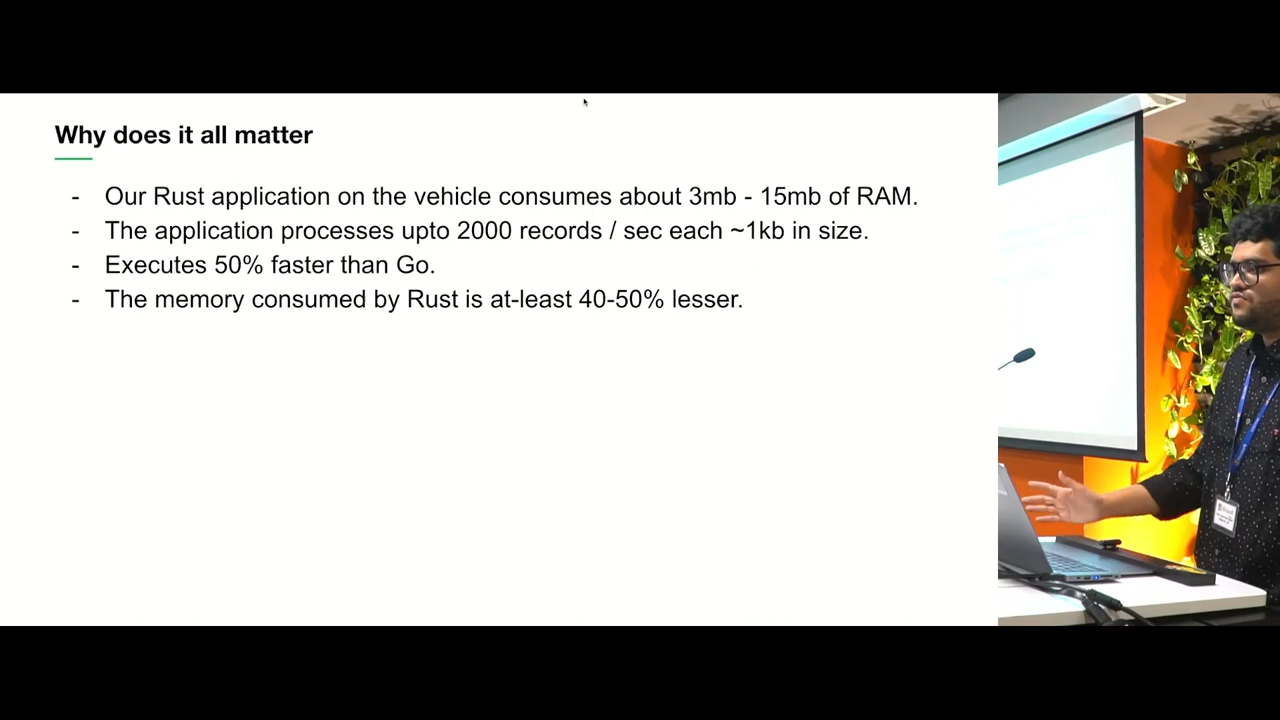 Why does it all matter
- Our Rust application on the vehicle consumes about 3mb - 15mb of RAM.
- The application processes upto 2000 records / sec each ~1kb in size.
- Executes 50% faster than Go.
- The memory consumed by Rust is at-least 40-50% lesser.